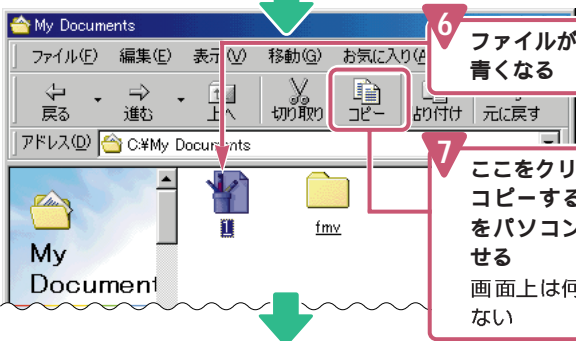 My Documents
ファイル(F) 編集(E) 表示(V) 移動(G) お気に入り(A
戻る 進む 上へ 切り取り コピー 貼り付け 元に戻す
アドレス(D) C:¥My Documents
My
Document
1
fmv
6
ファイルが
青くなる
7
ここをクリ
コピーする
をパソコン
せる
画面上は何
ない